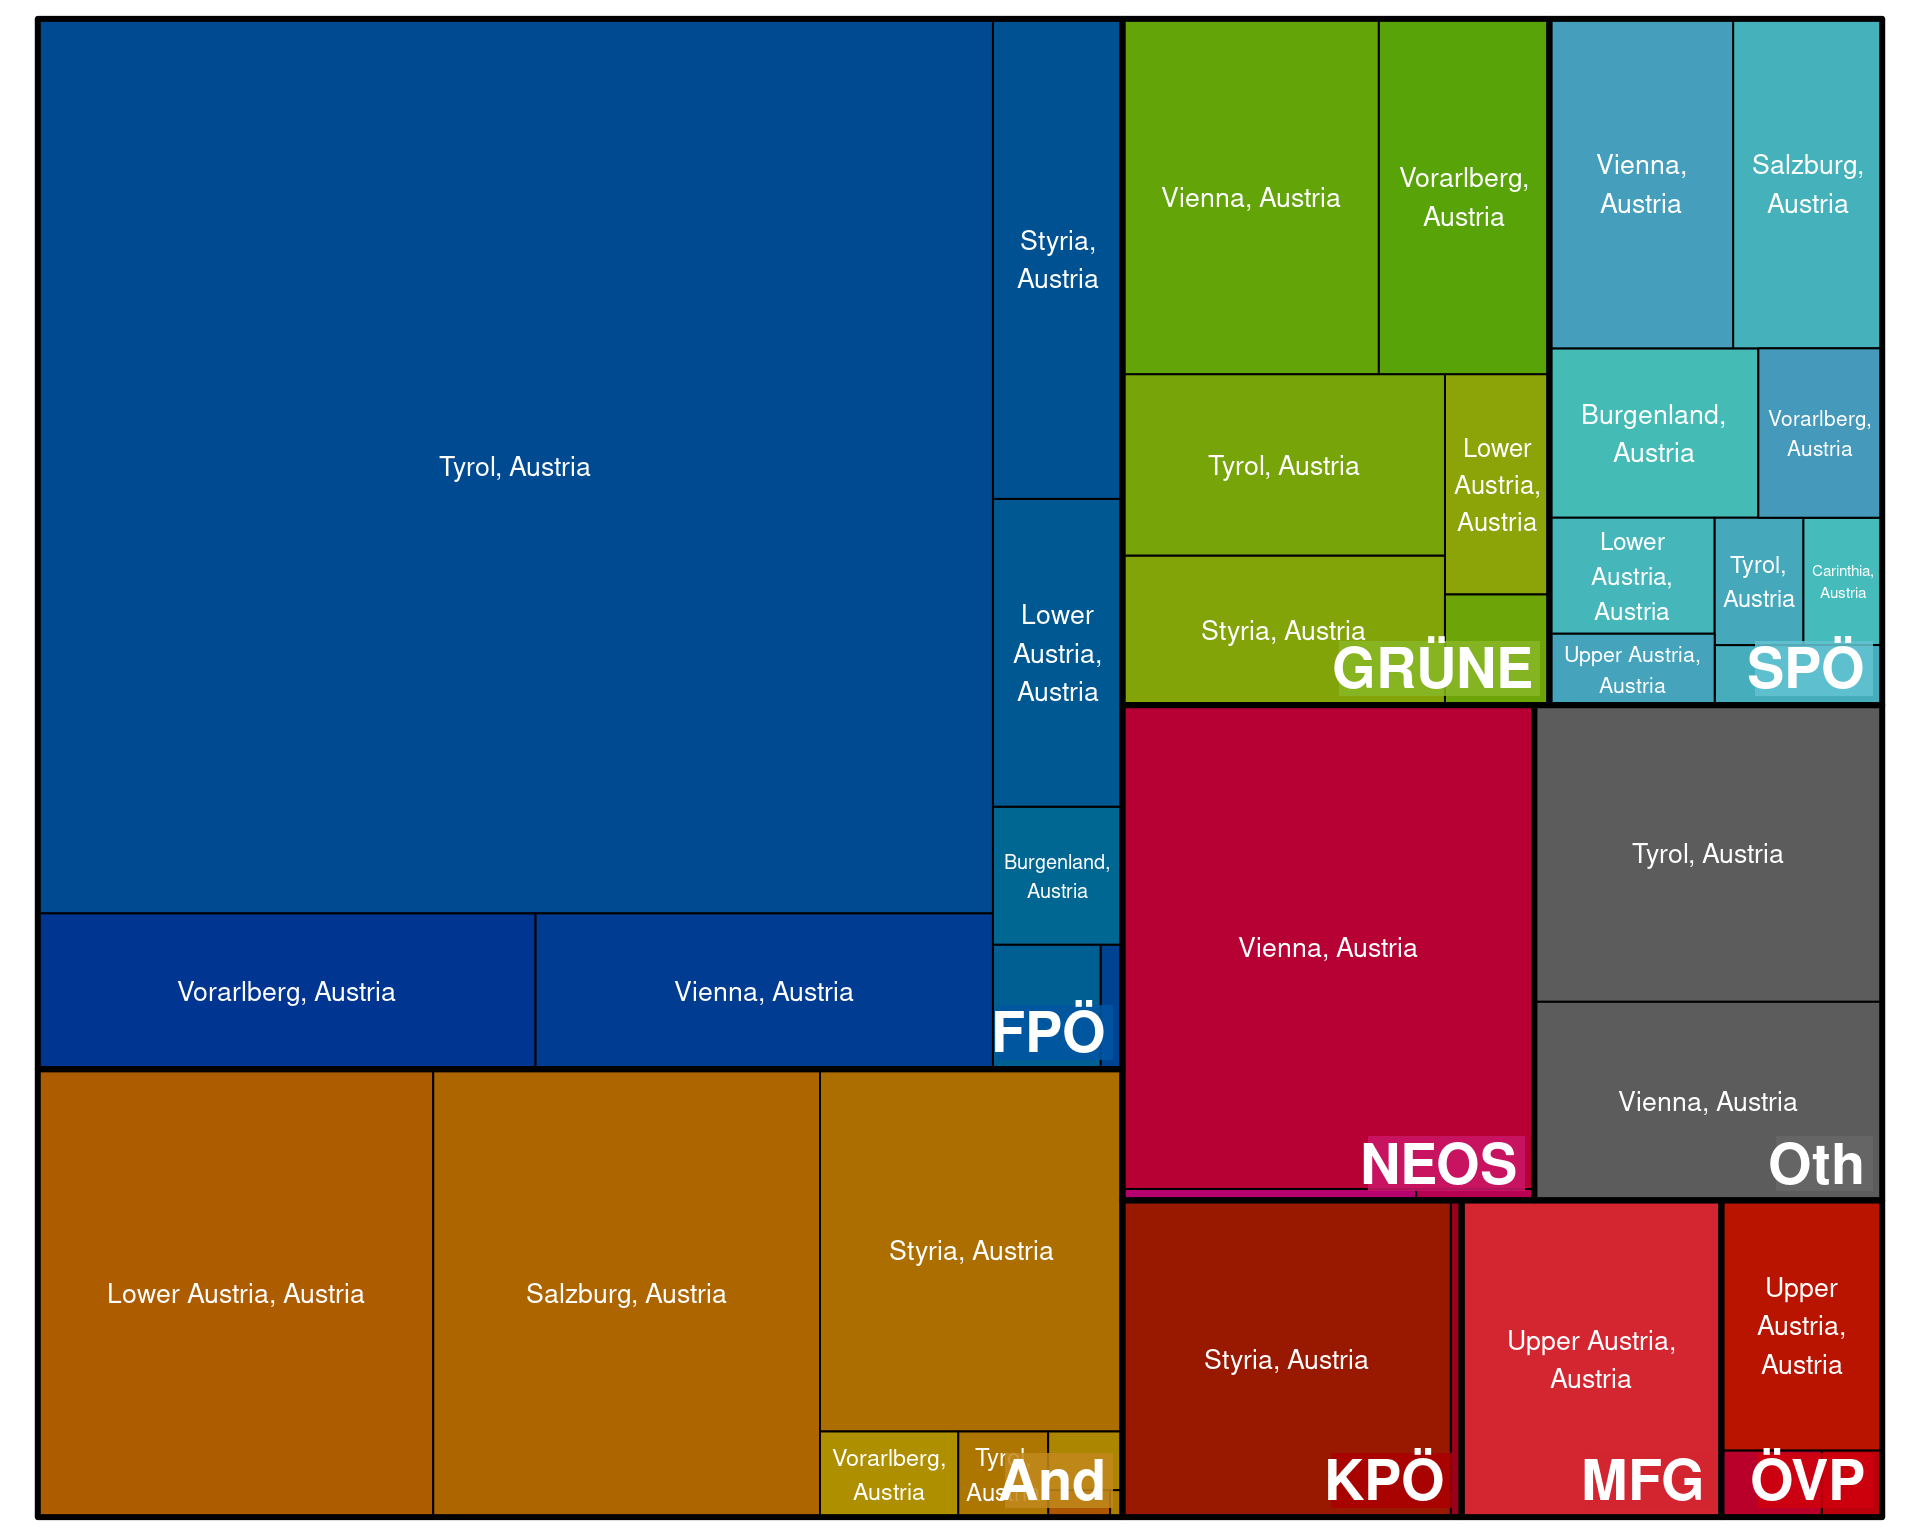 Tyrol, Austria
Styria,
Austria
Lower
Austria,
Austria
Burgenland,
Austria
Vorarlberg, Austria
Vienna, Austria
FPÖ
Lower Austria, Austria
Salzburg, Austria
Styria, Austria
Vorarlberg,
Austria
Tyrol,
Austria
And
Vienna, Austria
Vorarlberg,
Austria
Tyrol, Austria
Lower
Austria,
Austria
Styria, Austria
GRÜNE
Vienna,
Austria
Salzburg,
Austria
Burgenland,
Austria
Vorarlberg,
Austria
Lower
Austria,
Austria
Tyrol,
Austria
Carinthia,
Austria
Upper Austria,
Austria
SPÖ
Vienna, Austria
NEOS
Tyrol, Austria
Vienna, Austria
Oth
Styria, Austria
KPÖ
Upper Austria,
Austria
MFG
Upper
Austria,
Austria
ÖVP